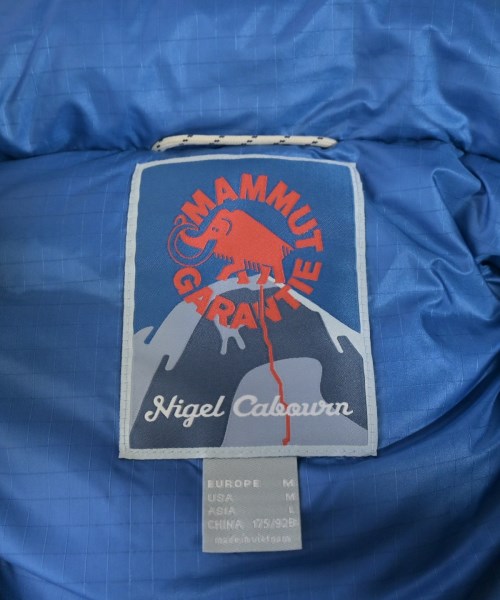 MAMMUT
GARANTIE
Nigel Cabourn
EUROPE M
USA M
ASIA L
CHINA 175/92B